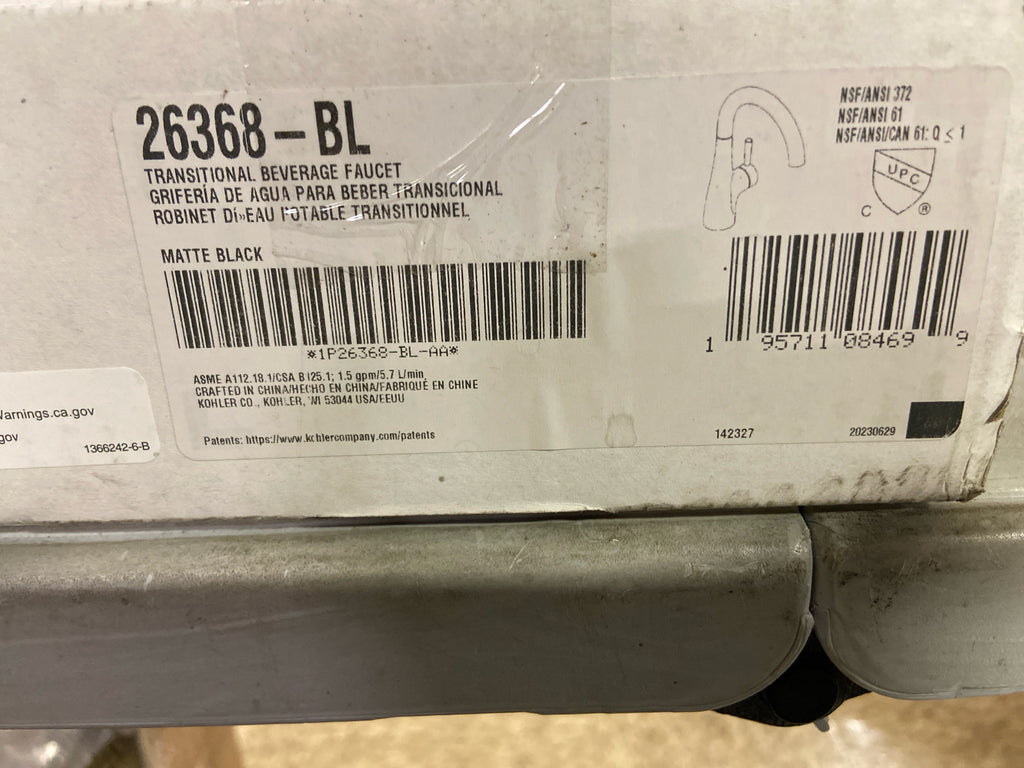 26368-BL
TRANSITIONAL BEVERAGE FAUCET
GRIFERÍA DE AGUA PARA BEBER TRANSICIONAL
ROBINET D'EAU POTABLE TRANSITIONNEL
MATTE BLACK
*1P26368-BL-AA*
ASME A112.18.1/CSA B125.1; 1.5 gpm/5.7 L/min
CRAFTED IN CHINA/HECHO EN CHINA/FABRIQUÉ EN CHINE
KOHLER CO., KOHLER, WI 53044 USA/EEUU
Patents: https://www.kohlercompany.com/patents
NSF/ANSI 372
NSF/ANSI 61
NSF/ANSI/CAN 61: Q ≤ 1
UPC
C ®
1 95711 08469 9
142327
20230629
Warnings.ca.gov
gov
1366242-6-B